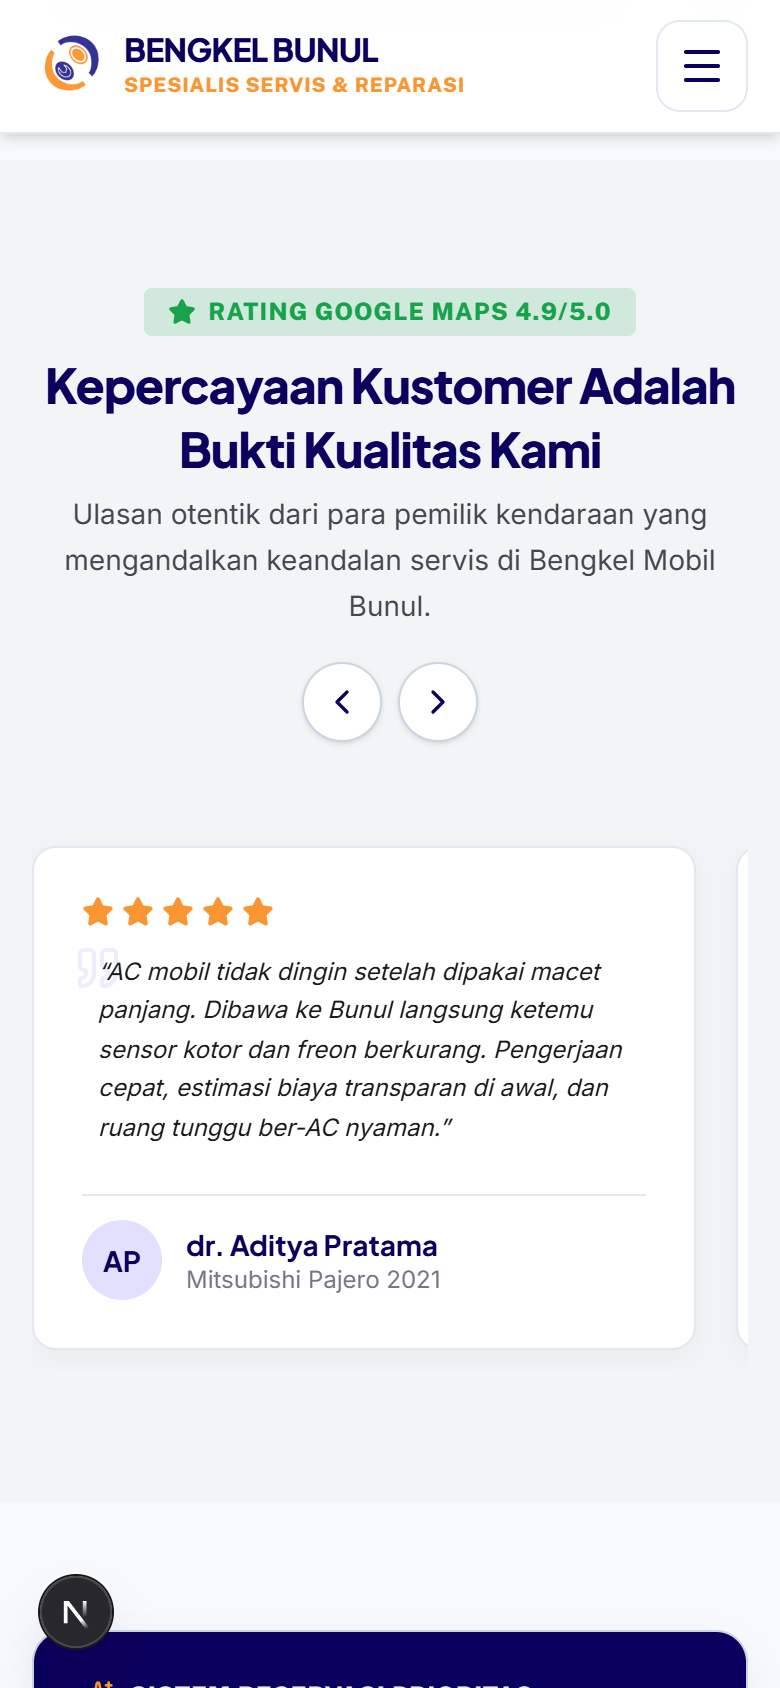 BENGKEL BUNUL
SPESIALIS SERVIS & REPARASI
RATING GOOGLE MAPS 4.9/5.0
Kepercayaan Kustomer Adalah
Bukti Kualitas Kami
Ulasan otentik dari para pemilik kendaraan yang
mengandalkan keandalan servis di Bengkel Mobil
Bunul.
“AC mobil tidak dingin setelah dipakai macet
panjang. Dibawa ke Bunul langsung ketemu
sensor kotor dan freon berkurang. Pengerjaan
cepat, estimasi biaya transparan di awal, dan
ruang tunggu ber-AC nyaman.”
AP
dr. Aditya Pratama
Mitsubishi Pajero 2021
N
SISTEM RESERVASI PRIORITAS